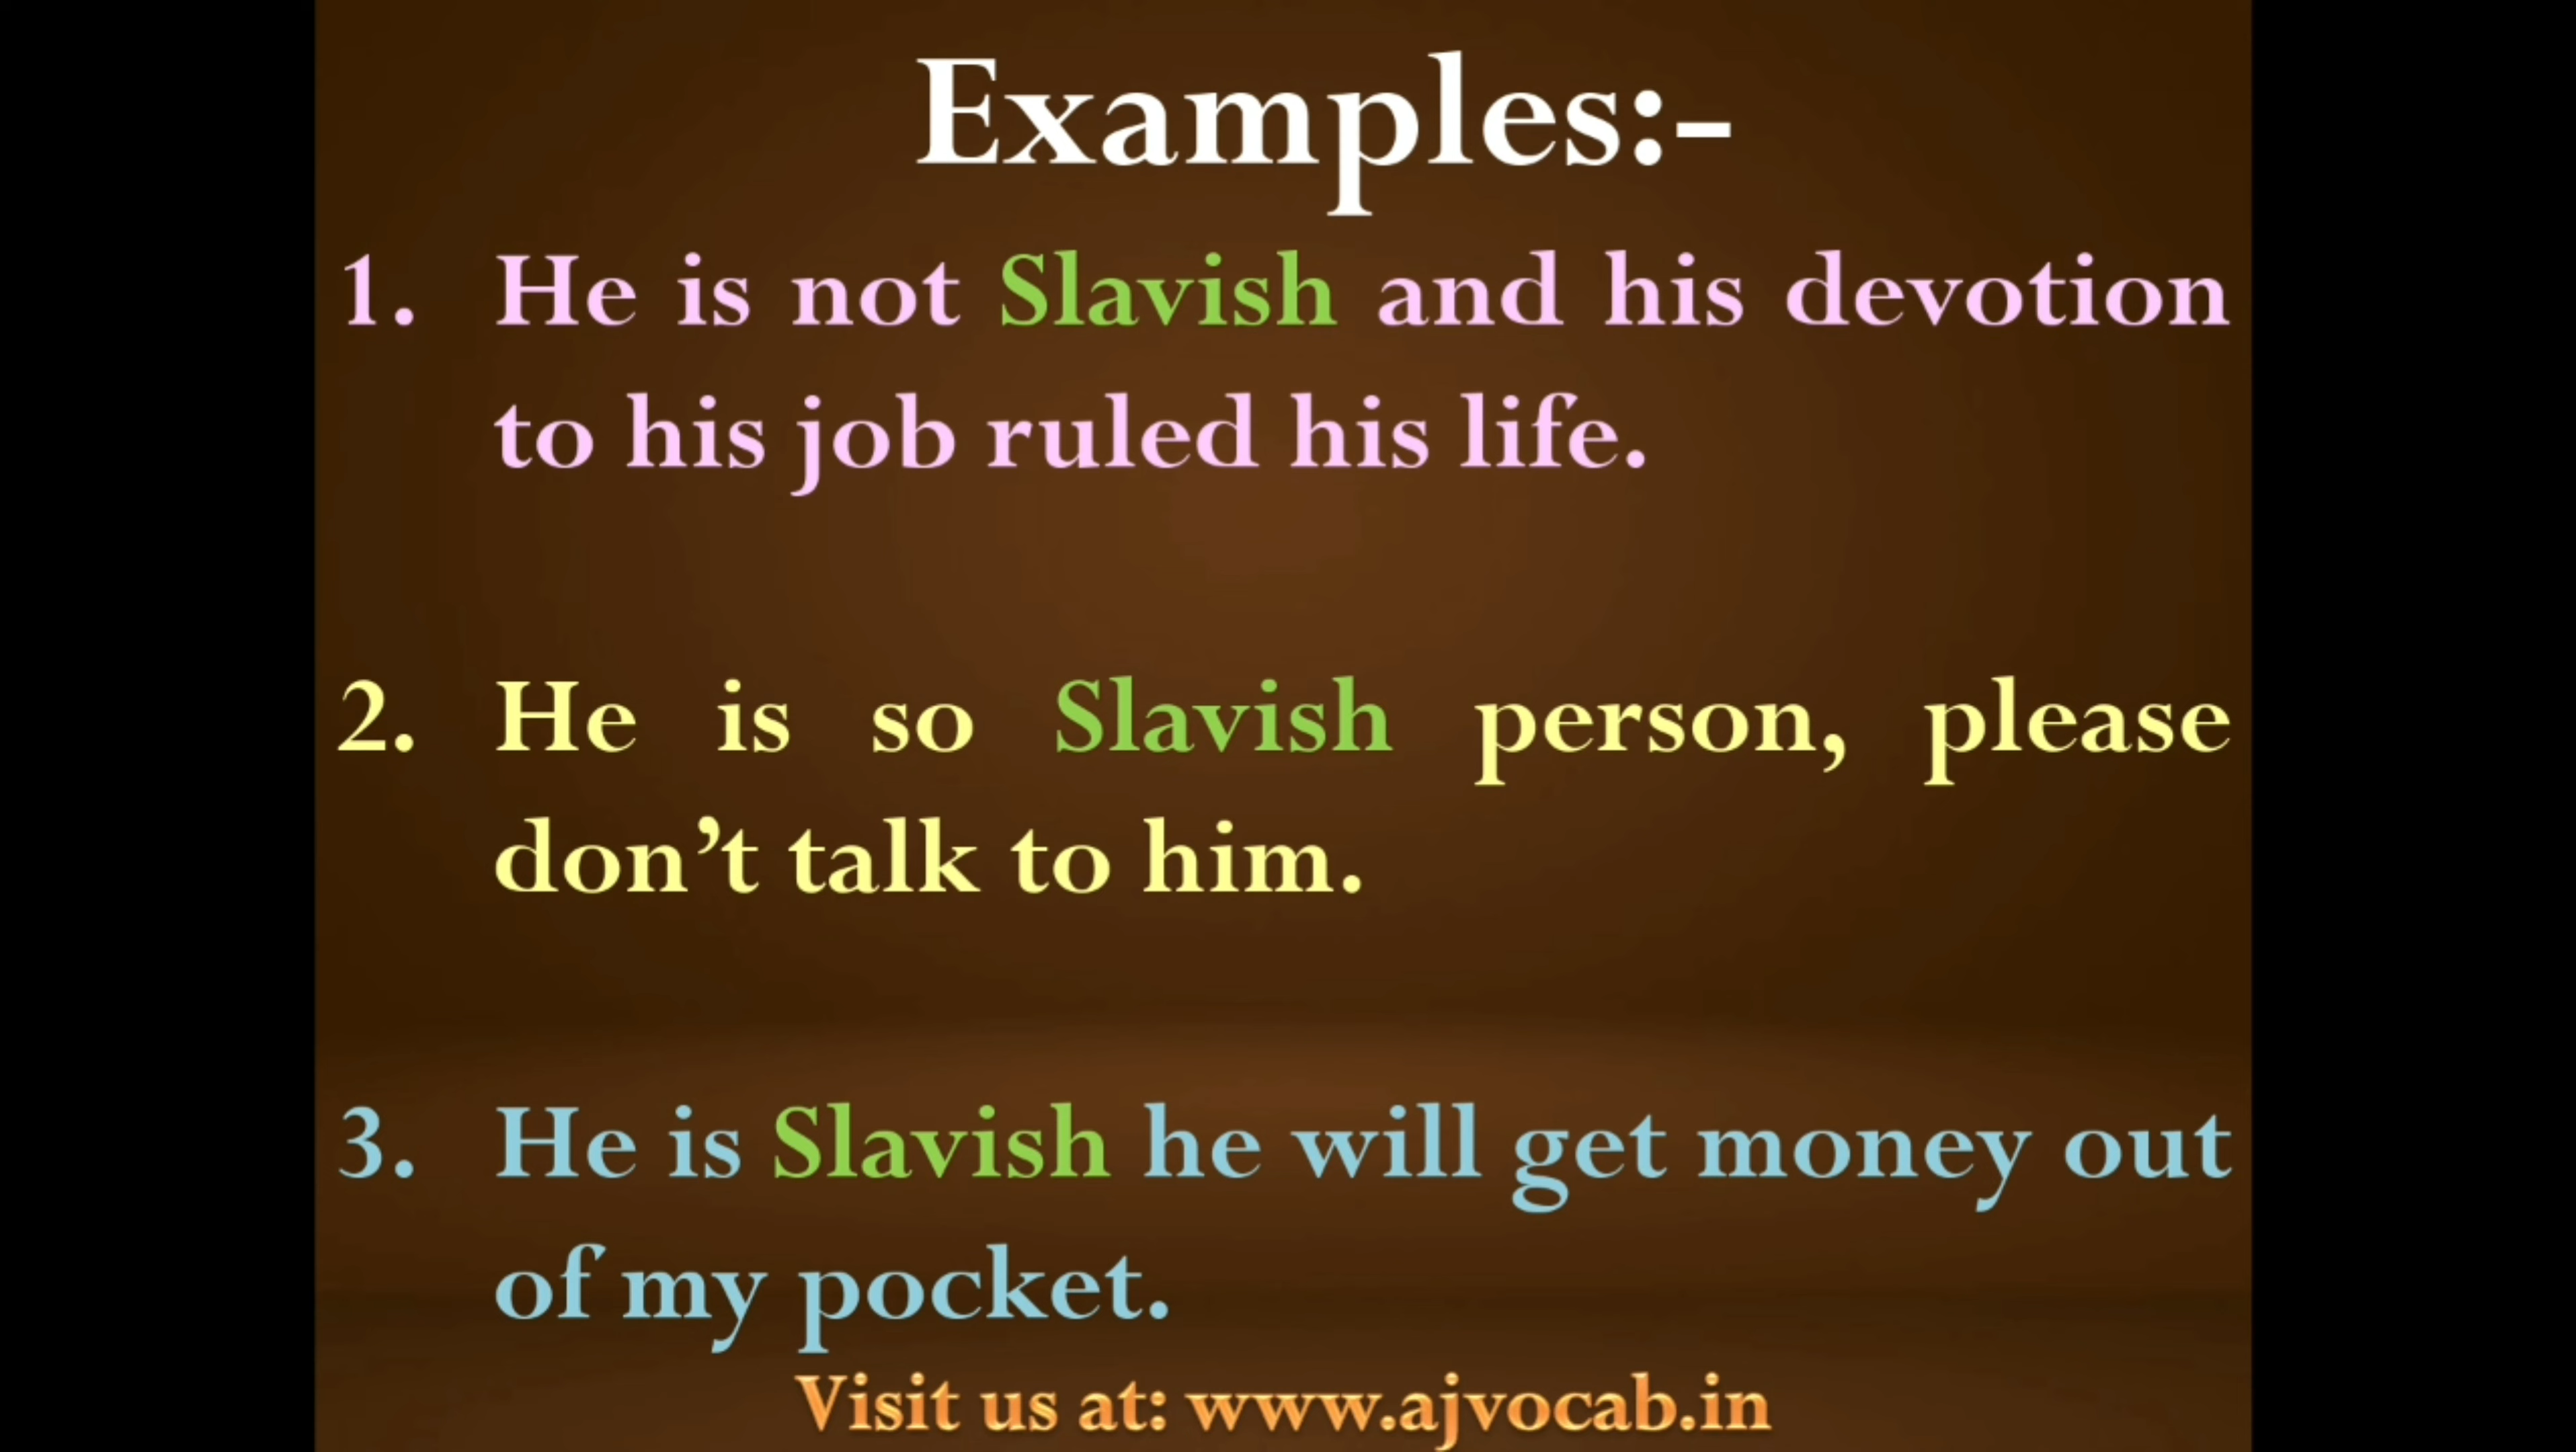 Examples:-
1. He is not Slavish and his devotion
to his job ruled his life.
2. He is so Slavish person, please
don’t talk to him.
3. He is Slavish he will get money out
of my pocket.
Visit us at: www.ajvocab.in